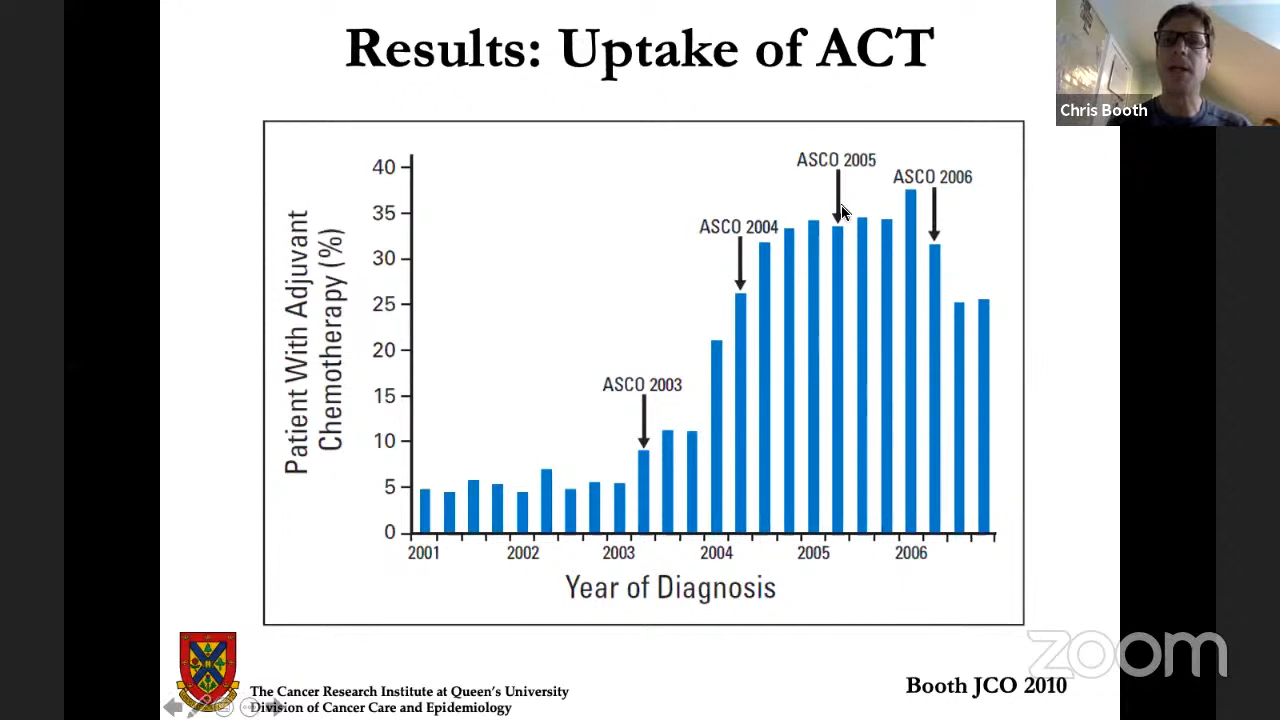 Results: Uptake of ACT
Chris Booth
Patient With Adjuvant
Chemotherapy (%)
40
35
30
25
20
15
10
5
0
ASCO 2003
ASCO 2004
ASCO 2005
ASCO 2006
2001
2002
2003
2004
2005
2006
Year of Diagnosis
The Cancer Research Institute at Queen's University
Division of Cancer Care and Epidemiology
Booth JCO 2010
zoom